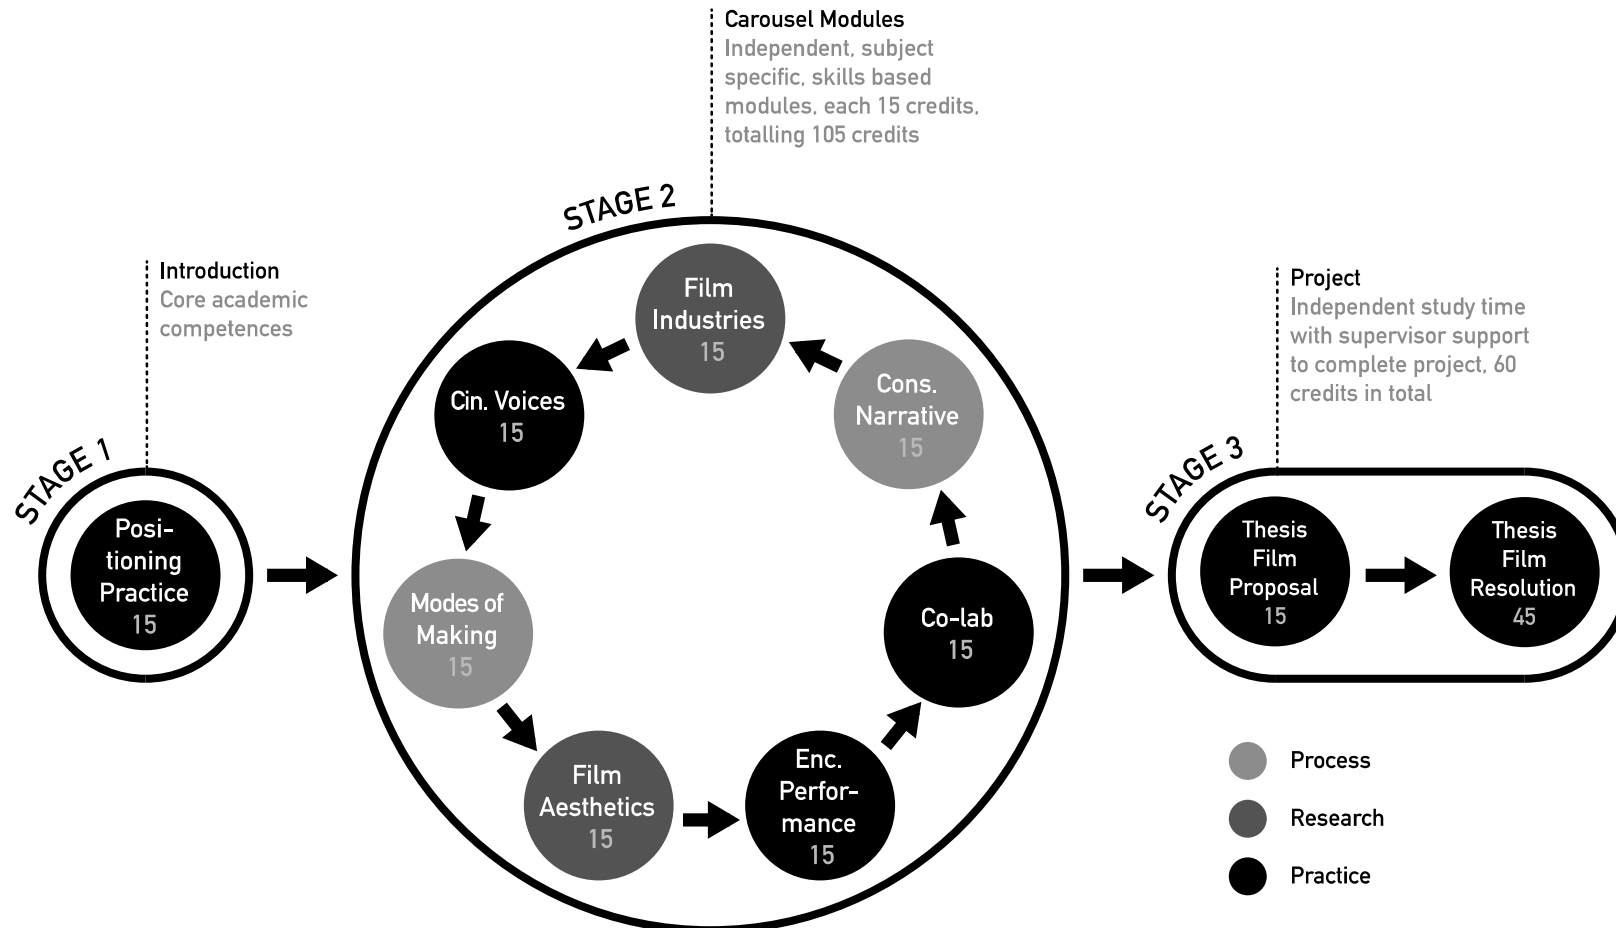 Carousel Modules
Independent, subject
specific, skills based
modules, each 15 credits,
totalling 105 credits
STAGE 2
Introduction
Core academic
competences
Project
Independent study time
with supervisor support
to complete project, 60
credits in total
STAGE 1
Posi-
tioning
Practice
15
Film
Industries
15
Cin. Voices
15
Modes of
Making
15
Film
Aesthetics
15
Enc.
Perfor-
mance
15
Co-lab
15
Cons.
Narrative
15
STAGE 3
Thesis
Film
Proposal
15
Thesis
Film
Resolution
45
Process
Research
Practice